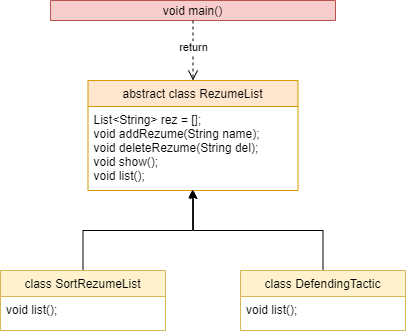 void main()
return
abstract class RezumeList
List<String> rez = [];
void addRezume(String name);
void deleteRezume(String del);
void show();
void list();
class SortRezumeList
void list();
class DefendingTactic
void list();